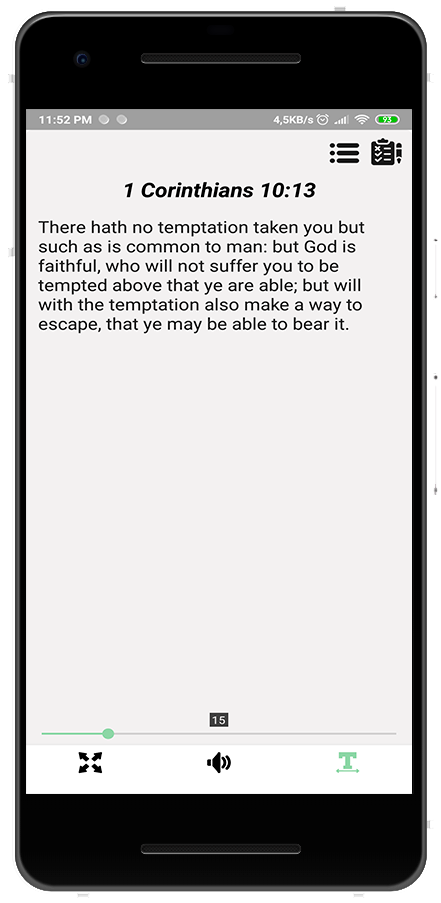 11:52 PM 4,5KB/s 93
1 Corinthians 10:13
There hath no temptation taken you but
such as is common to man: but God is
faithful, who will not suffer you to be
tempted above that ye are able; but will
with the temptation also make a way to
escape, that ye may be able to bear it.
15
T